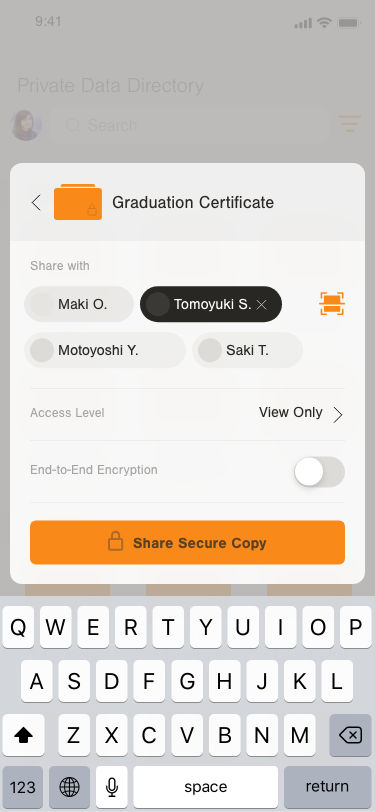 9:41
Private Data Directory
Search
Graduation Certificate
Share with
Maki O.
Tomoyuki S.
Motoyoshi Y.
Saki T.
Access Level
View Only
End-to-End Encryption
Share Secure Copy
Q W E R T Y U I O P
A S D F G H J K L
Z X C V B N M
123 space return